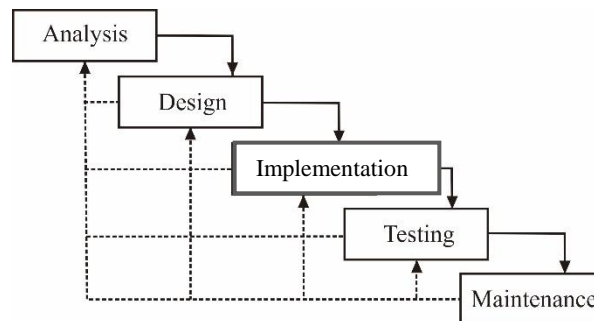 Analysis
Design
Implementation
Testing
Maintenance